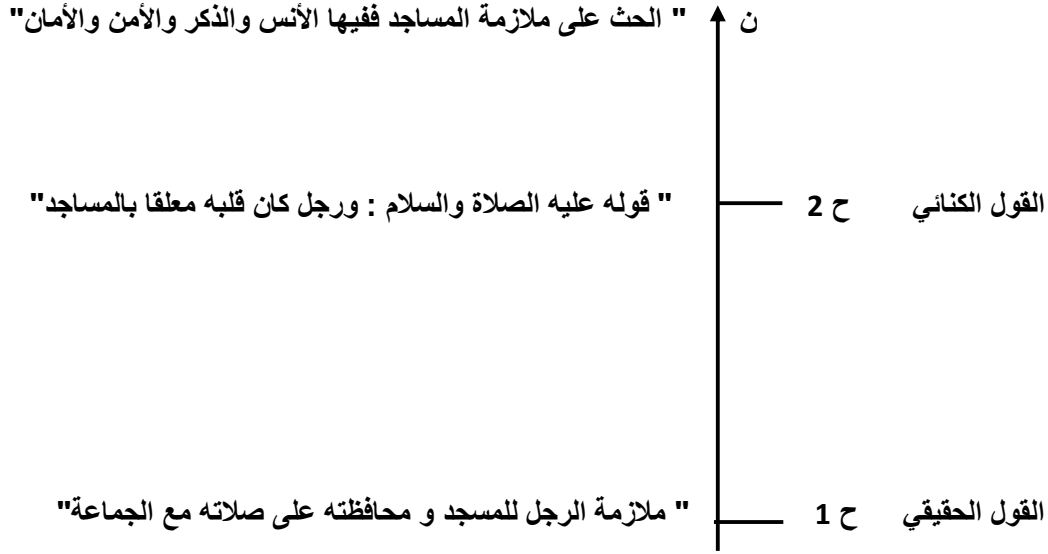 ن " الحث على ملازمة المساجد ففيها الأنس والذكر والأمن والأمان"
القول الكنائي ح 2 " قوله عليه الصلاة والسلام : ورجل كان قلبه معلقا بالمساجد"
القول الحقيقي ح 1 " ملازمة الرجل للمسجد و محافظته على صلاته مع الجماعة"